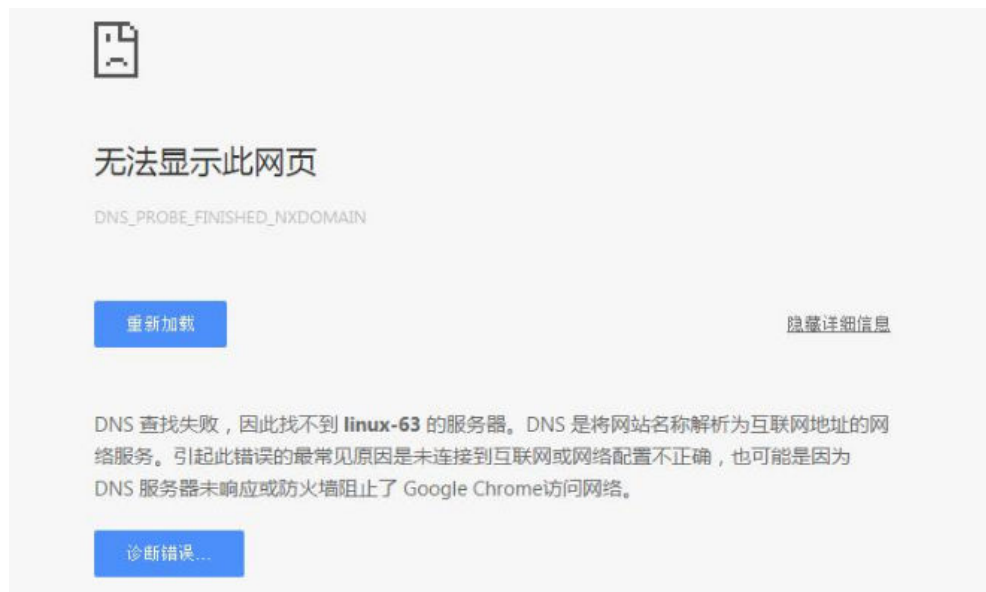 无法显示此网页
DNS_PROBE_FINISHED_NXDOMAIN
重新加载
隐藏详细信息
DNS 查找失败，因此找不到 linux-63 的服务器。DNS 是将网站名称解析为互联网地址的网
络服务。引起此错误的最常见原因是未连接到互联网或网络配置不正确，也可能是因为
DNS 服务器未响应或防火墙阻止了 Google Chrome访问网络。
诊断错误...